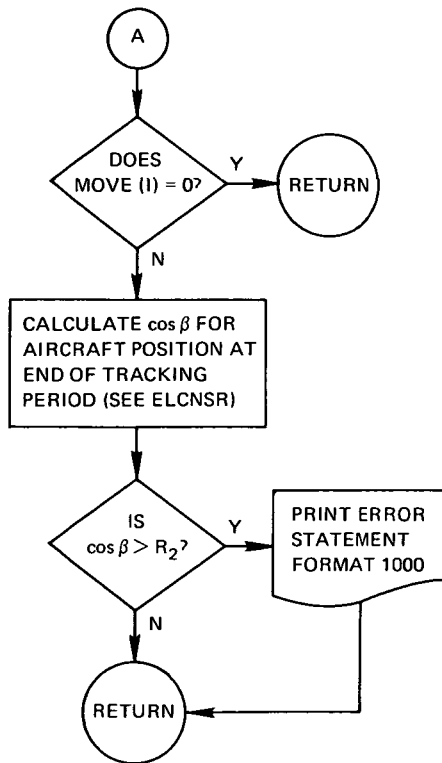 A
DOES
MOVE (I) = 0?
Y
RETURN
N
CALCULATE cos β FOR
AIRCRAFT POSITION AT
END OF TRACKING
PERIOD (SEE ELCNSR)
IS
cos β > R₂?
Y
PRINT ERROR
STATEMENT
FORMAT 1000
N
RETURN